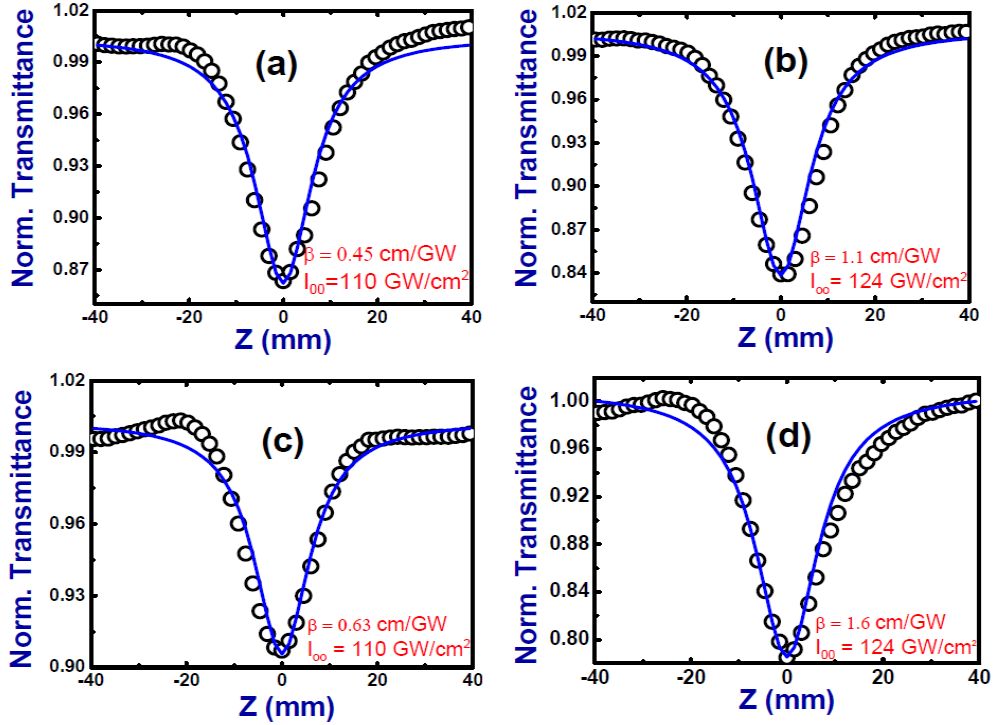 1.02
0.99
0.96
0.93
0.90
0.87
Norm. Transmittance
(a)
β = 0.45 cm/GW
I00=110 GW/cm2
-40 -20 0 20 40
Z (mm)
1.02
0.99
0.96
0.93
0.90
0.87
0.84
Norm. Transmittance
(b)
β = 1.1 cm/GW
Ioo = 124 GW/cm2
-40 -20 0 20 40
Z (mm)
1.02
0.99
0.96
0.93
0.90
Norm. Transmittance
(c)
β = 0.63 cm/GW
Ioo = 110 GW/cm2
-40 -20 0 20 40
Z (mm)
1.00
0.96
0.92
0.88
0.84
0.80
Norm. Transmittance
(d)
β = 1.6 cm/GW
I00 = 124 GW/cm2
-40 -20 0 20 40
Z (mm)